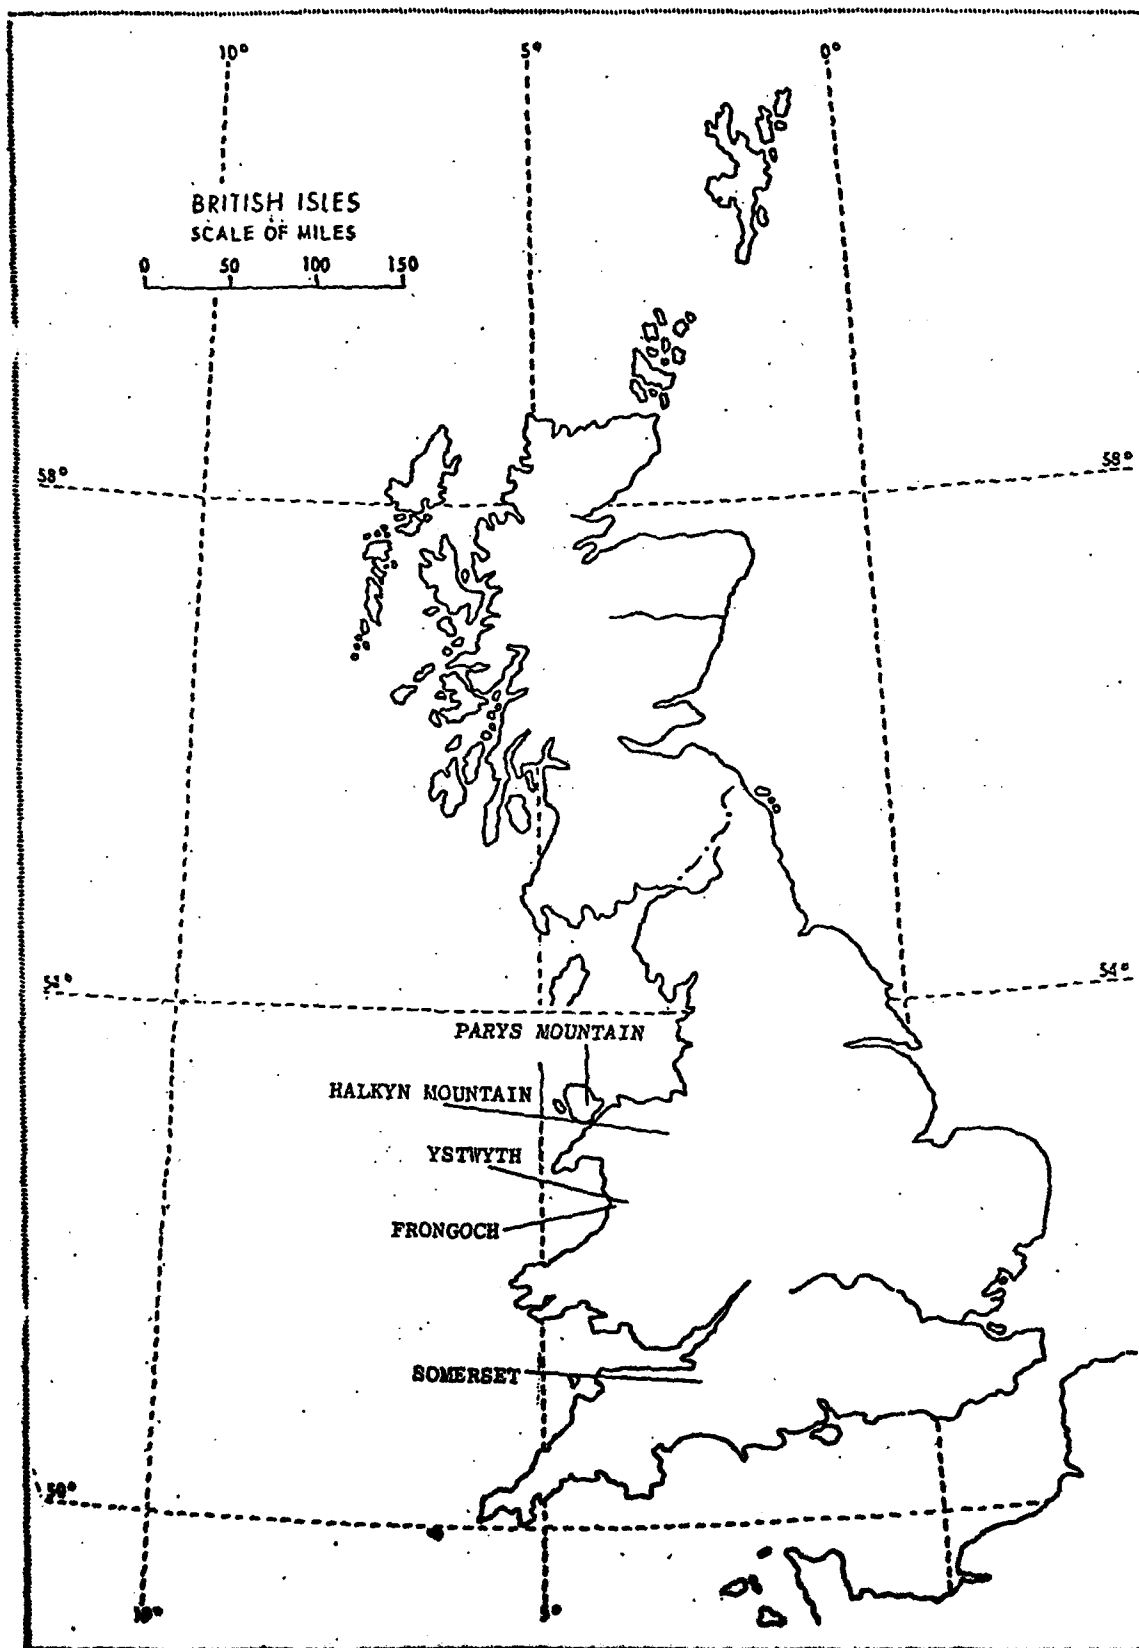 10° 5° 0°
BRITISH ISLES
SCALE OF MILES
0 50 100 150
58° 58°
54° 54°
PARYS MOUNTAIN
HALKYN MOUNTAIN
YSTWYTH
FRONGOCH
SOMERSET
50°
10° 5°